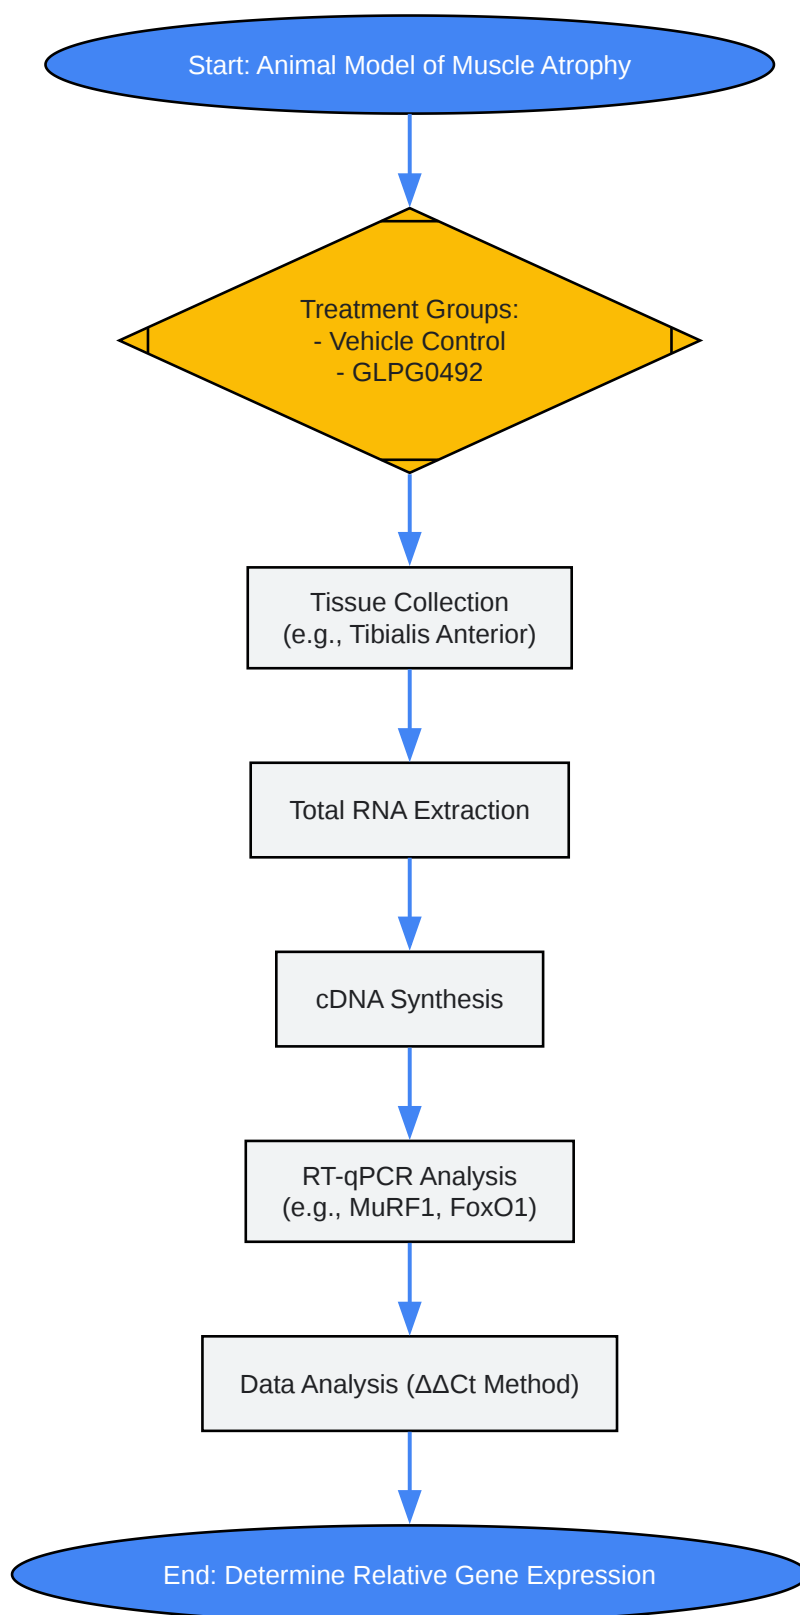 Start: Animal Model of Muscle Atrophy
Treatment Groups:
- Vehicle Control
- GLPG0492
Tissue Collection
(e.g., Tibialis Anterior)
Total RNA Extraction
cDNA Synthesis
RT-qPCR Analysis
(e.g., MuRF1, FoxO1)
Data Analysis (ΔΔCt Method)
End: Determine Relative Gene Expression